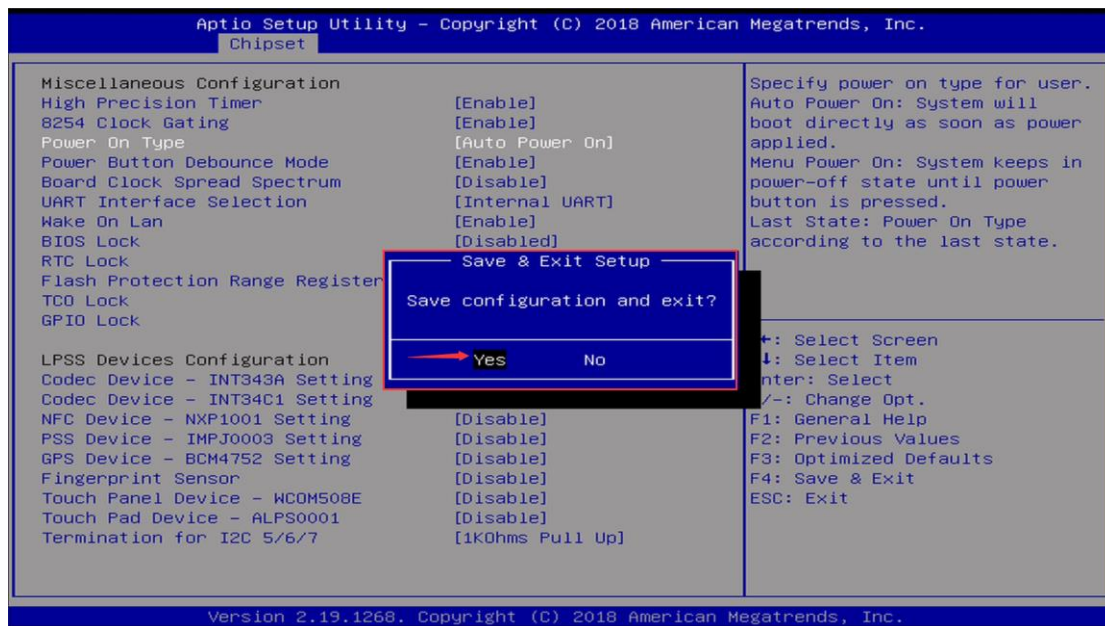 Aptio Setup Utility – Copyright (C) 2018 American Megatrends, Inc.
Chipset
Miscellaneous Configuration
High Precision Timer [Enable]
8254 Clock Gating [Enable]
Power On Type [Auto Power On]
Power Button Debounce Mode [Enable]
Board Clock Spread Spectrum [Disable]
UART Interface Selection [Internal UART]
Wake On Lan [Enable]
BIOS Lock [Disabled]
RTC Lock
Flash Protection Range Register
TCO Lock
GPIO Lock
LPSS Devices Configuration
Codec Device – INT343A Setting
Codec Device – INT34C1 Setting
NFC Device – NXP1001 Setting [Disable]
PSS Device – IMPJ0003 Setting [Disable]
GPS Device – BCM4752 Setting [Disable]
Fingerprint Sensor [Disable]
Touch Panel Device – WCOM508E [Disable]
Touch Pad Device – ALPS0001 [Disable]
Termination for I2C 5/6/7 [1KOhms Pull Up]
Save & Exit Setup
Save configuration and exit?
Yes No
Specify power on type for user.
Auto Power On: System will
boot directly as soon as power
applied.
Menu Power On: System keeps in
power-off state until power
button is pressed.
Last State: Power On Type
according to the last state.
←: Select Screen
↓: Select Item
nter: Select
/-: Change Opt.
F1: General Help
F2: Previous Values
F3: Optimized Defaults
F4: Save & Exit
ESC: Exit
Version 2.19.1268. Copyright (C) 2018 American Megatrends, Inc.